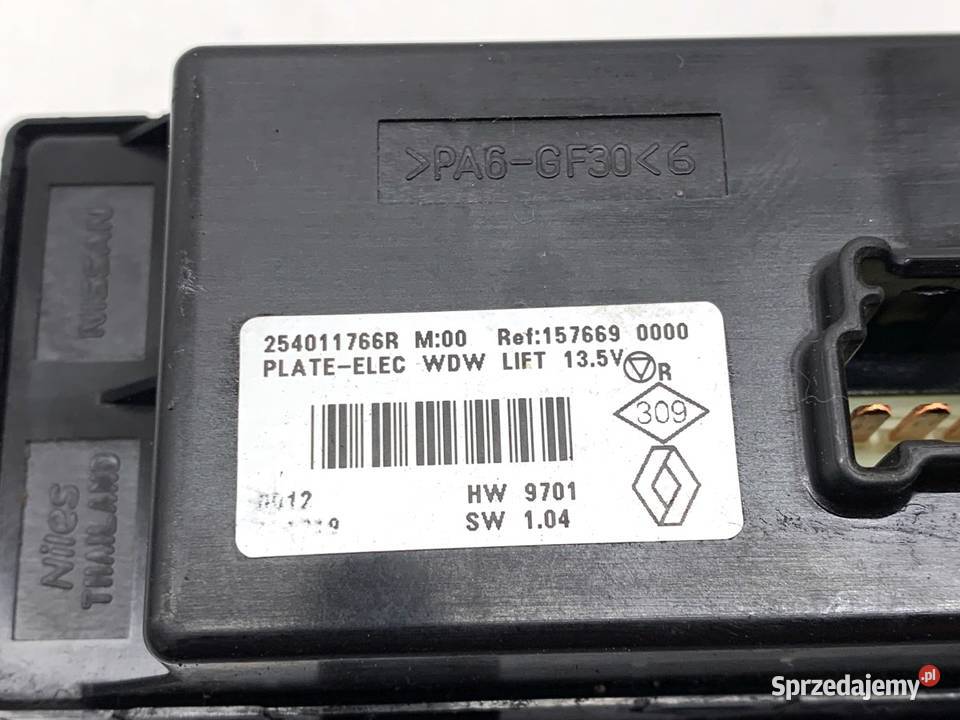 >PA6-GF30<6
NISSAN
254011766R M:00 Ref:157669 0000
PLATE-ELEC WDW LIFT 13.5V R
309
HW 9701
SW 1.04
Niles
THAILAND
Sprzedajemy.pl